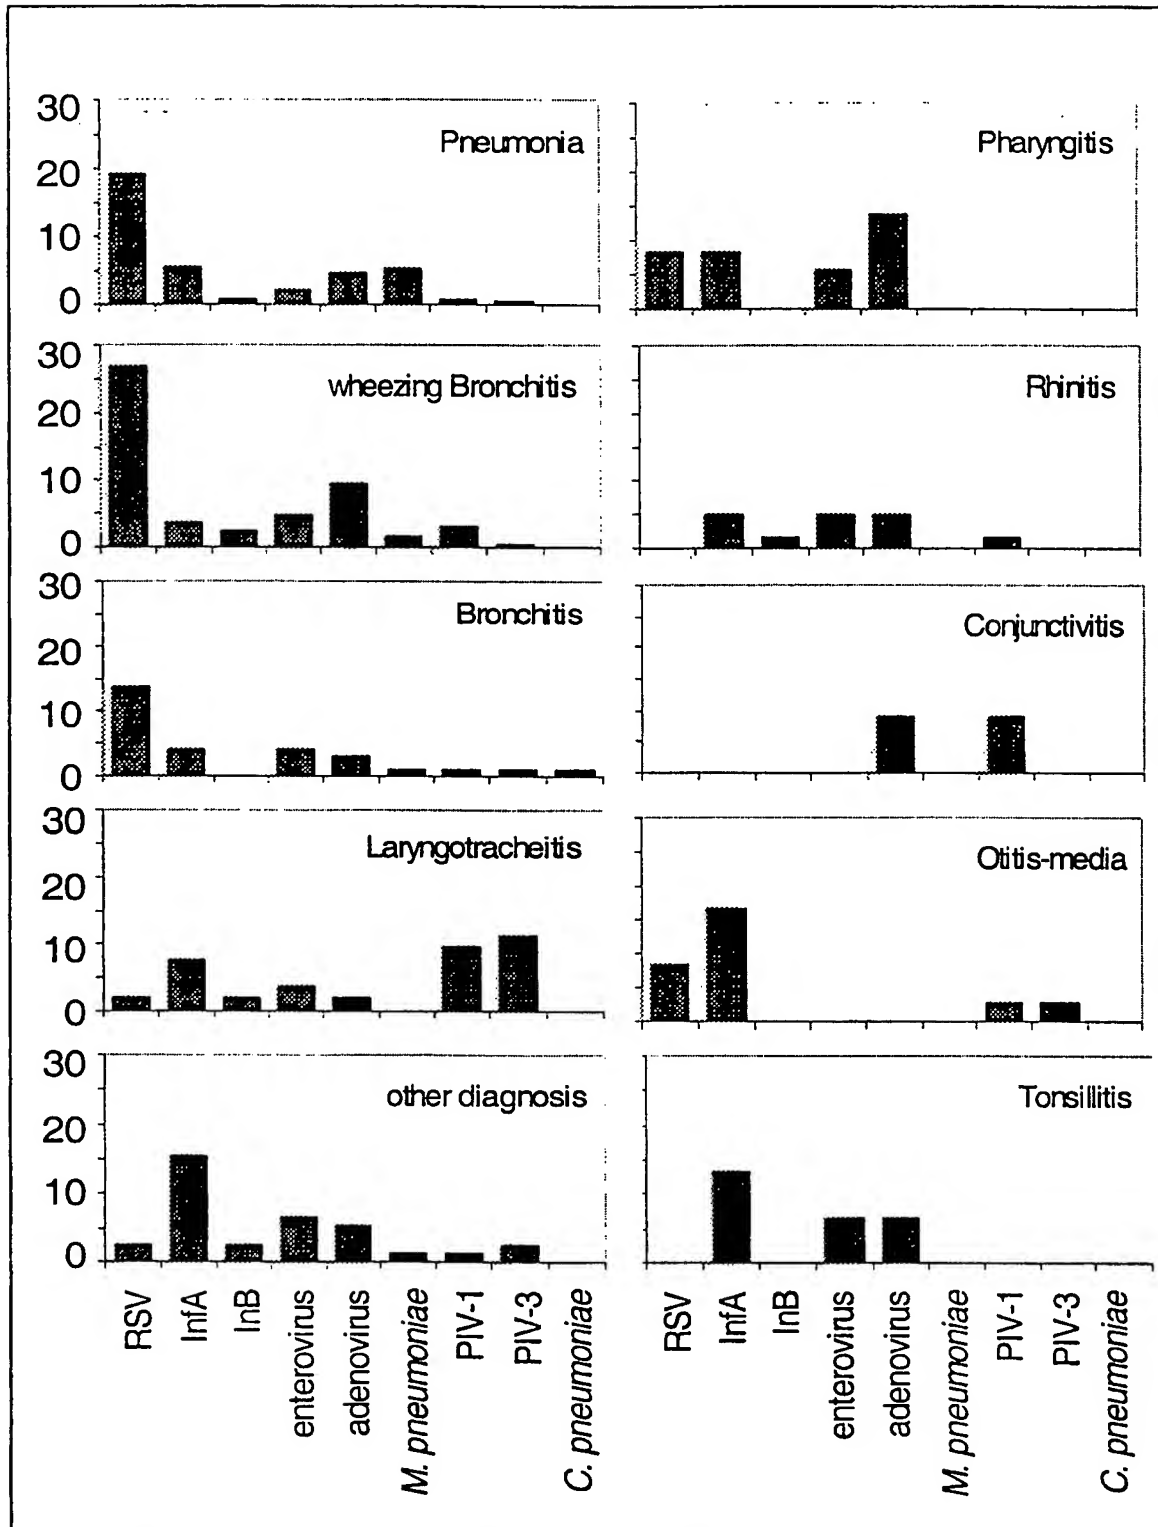 30
20
10
0
Pneumonia
Pharyngitis
30
20
10
0
wheezing Bronchitis
Rhinitis
30
20
10
0
Bronchitis
Conjunctivitis
30
20
10
0
Laryngotracheitis
Otitis-media
30
20
10
0
other diagnosis
Tonsillitis
RSV
InfA
InB
enterovirus
adenovirus
M. pneumoniae
PIV-1
PIV-3
C. pneumoniae
RSV
InfA
InB
enterovirus
adenovirus
M. pneumoniae
PIV-1
PIV-3
C. pneumoniae